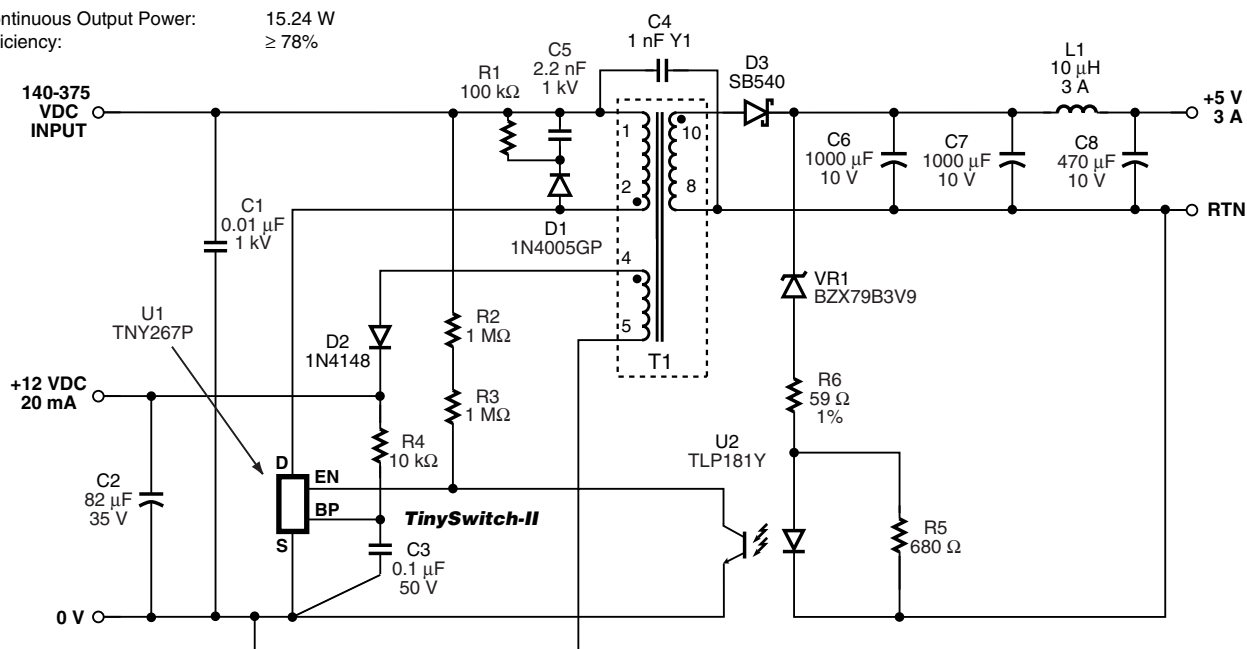 ontinuous Output Power: 15.24 W
iciency: ≥ 78%
C4
1 nF Y1
C5
2.2 nF
1 kV
R1
100 kΩ
D3
SB540
L1
10 µH
3 A
140-375
VDC
INPUT
+5 V
3 A
1
10
C6
1000 µF
10 V
C7
1000 µF
10 V
C8
470 µF
10 V
2
8
RTN
C1
0.01 µF
1 kV
D1
1N4005GP
4
VR1
BZX79B3V9
U1
TNY267P
R2
1 MΩ
D2
1N4148
5
T1
+12 VDC
20 mA
R3
1 MΩ
R6
59 Ω
1%
R4
10 kΩ
U2
TLP181Y
D
EN
C2
82 µF
35 V
BP
TinySwitch-II
S
R5
680 Ω
C3
0.1 µF
50 V
0 V